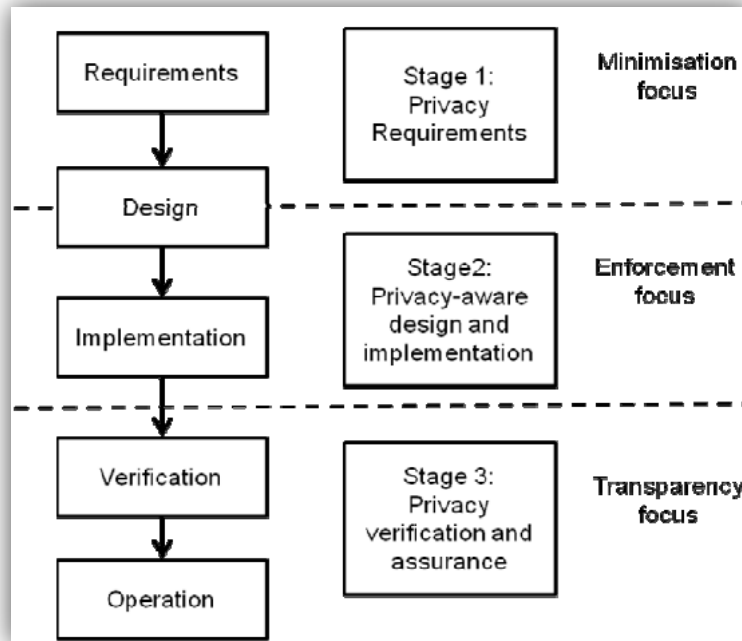 Requirements
Stage 1:
Privacy
Requirements
Minimisation
focus
Design
Implementation
Stage2:
Privacy-aware
design and
implementation
Enforcement
focus
Verification
Operation
Stage 3:
Privacy
verification and
assurance
Transparency
focus